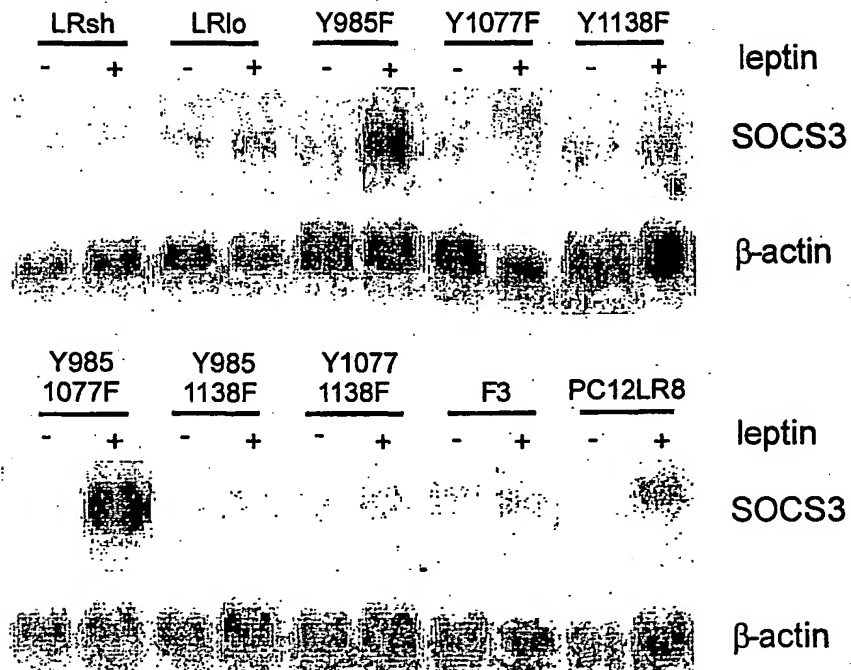 LRsh LRlo Y985F Y1077F Y1138F
- + - + - + - + - + leptin
SOCS3
β-actin
Y985 Y985 Y1077
1077F 1138F 1138F F3 PC12LR8
- + - + - + - + - + leptin
SOCS3
β-actin